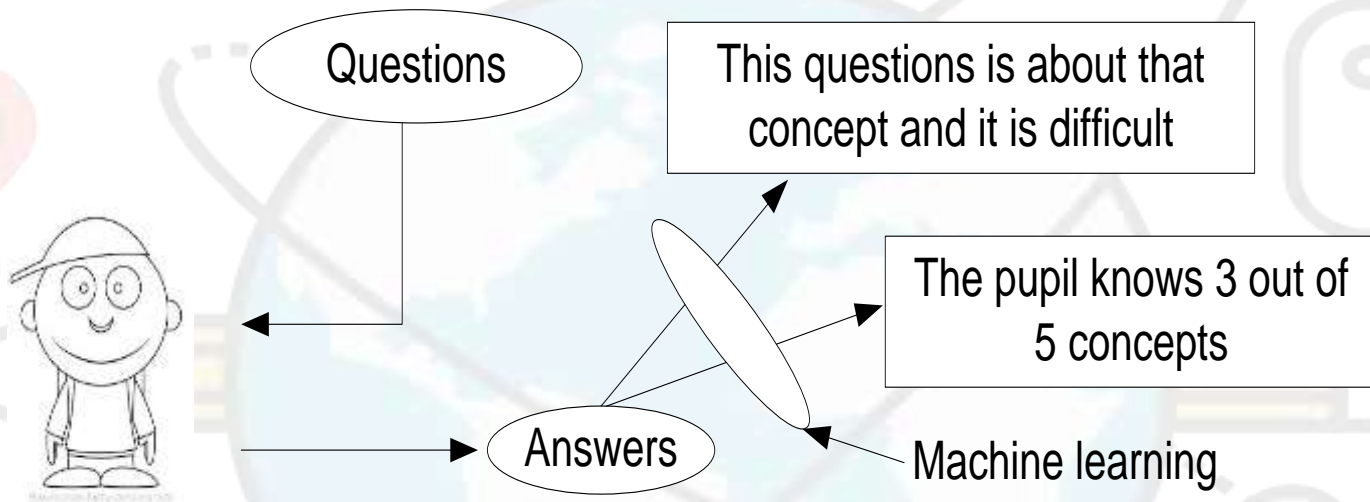 Questions
This questions is about that
concept and it is difficult
The pupil knows 3 out of
5 concepts
Answers
Machine learning